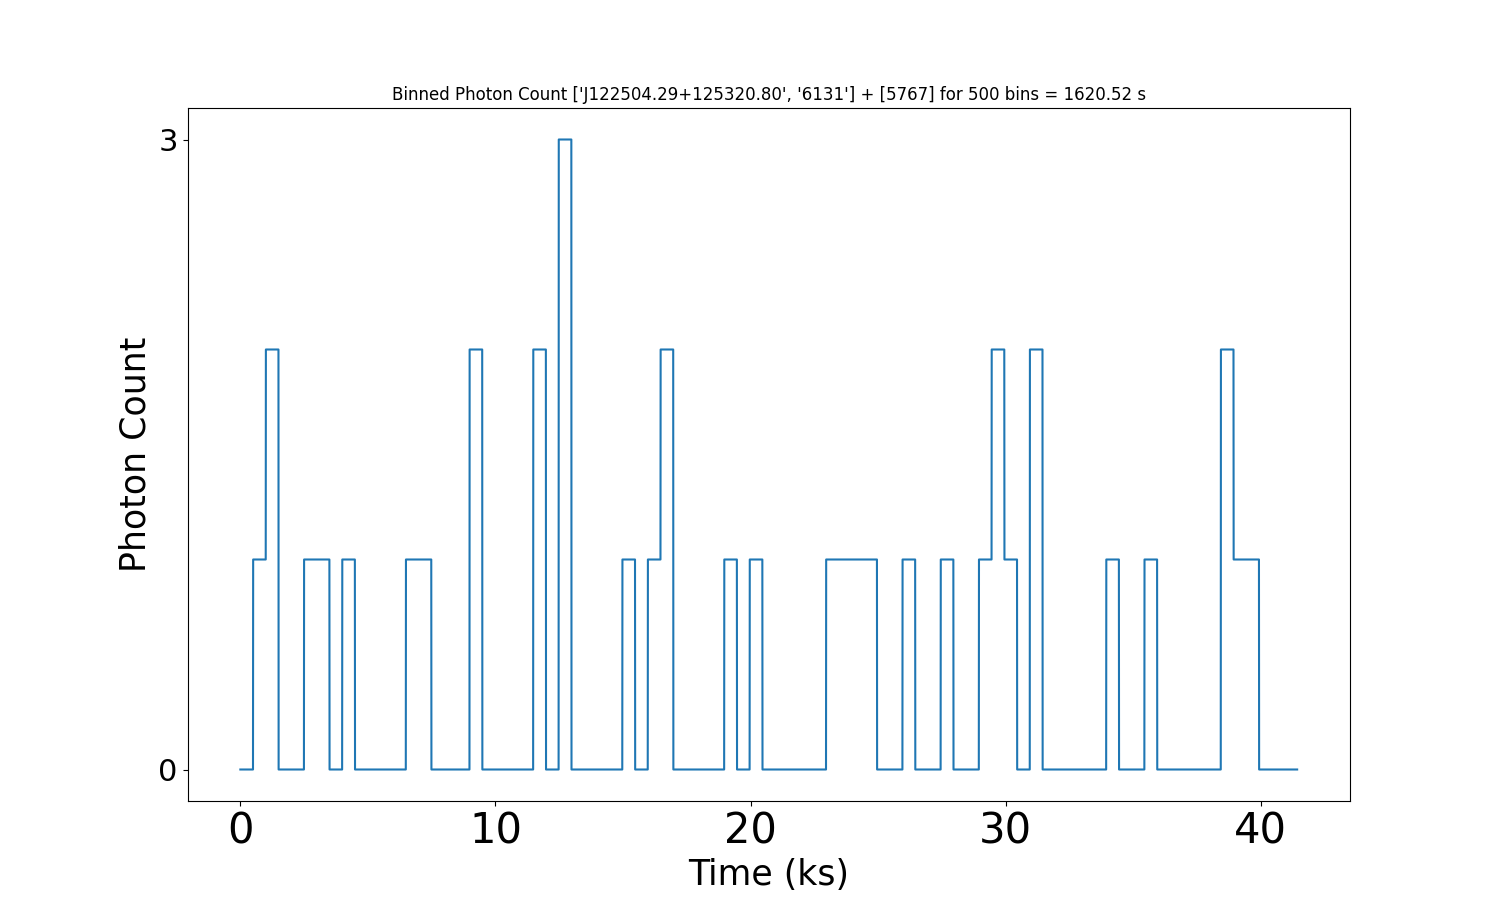 Binned Photon Count ['J122504.29+125320.80', '6131'] + [5767] for 500 bins = 1620.52 s
3
Photon Count
0
0 10 20 30 40
Time (ks)